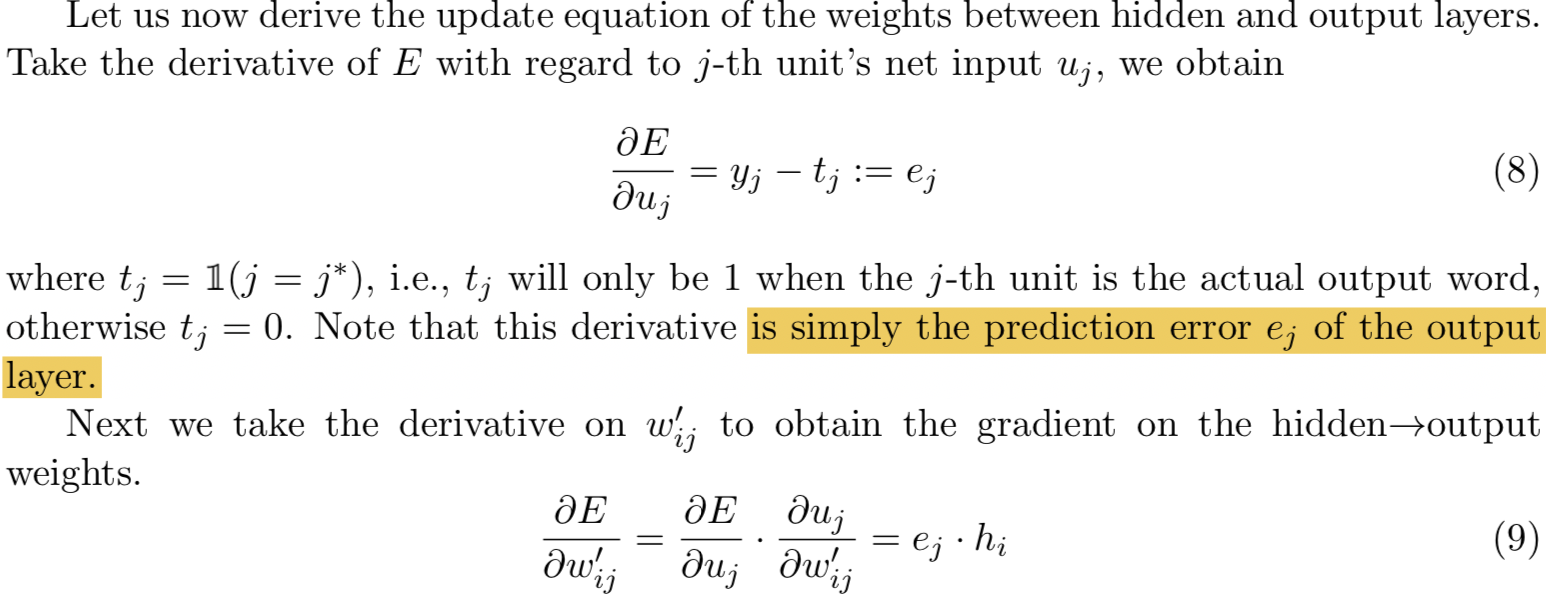 Let us now derive the update equation of the weights between hidden and output layers.
Take the derivative of E with regard to j-th unit's net input u_j, we obtain
∂E/∂u_j = y_j − t_j := e_j (8)
where t_j = 𝟙(j = j*), i.e., t_j will only be 1 when the j-th unit is the actual output word,
otherwise t_j = 0. Note that this derivative is simply the prediction error e_j of the output
layer.
Next we take the derivative on w′_ij to obtain the gradient on the hidden→output
weights.
∂E/∂w′_ij = ∂E/∂u_j · ∂u_j/∂w′_ij = e_j · h_i (9)